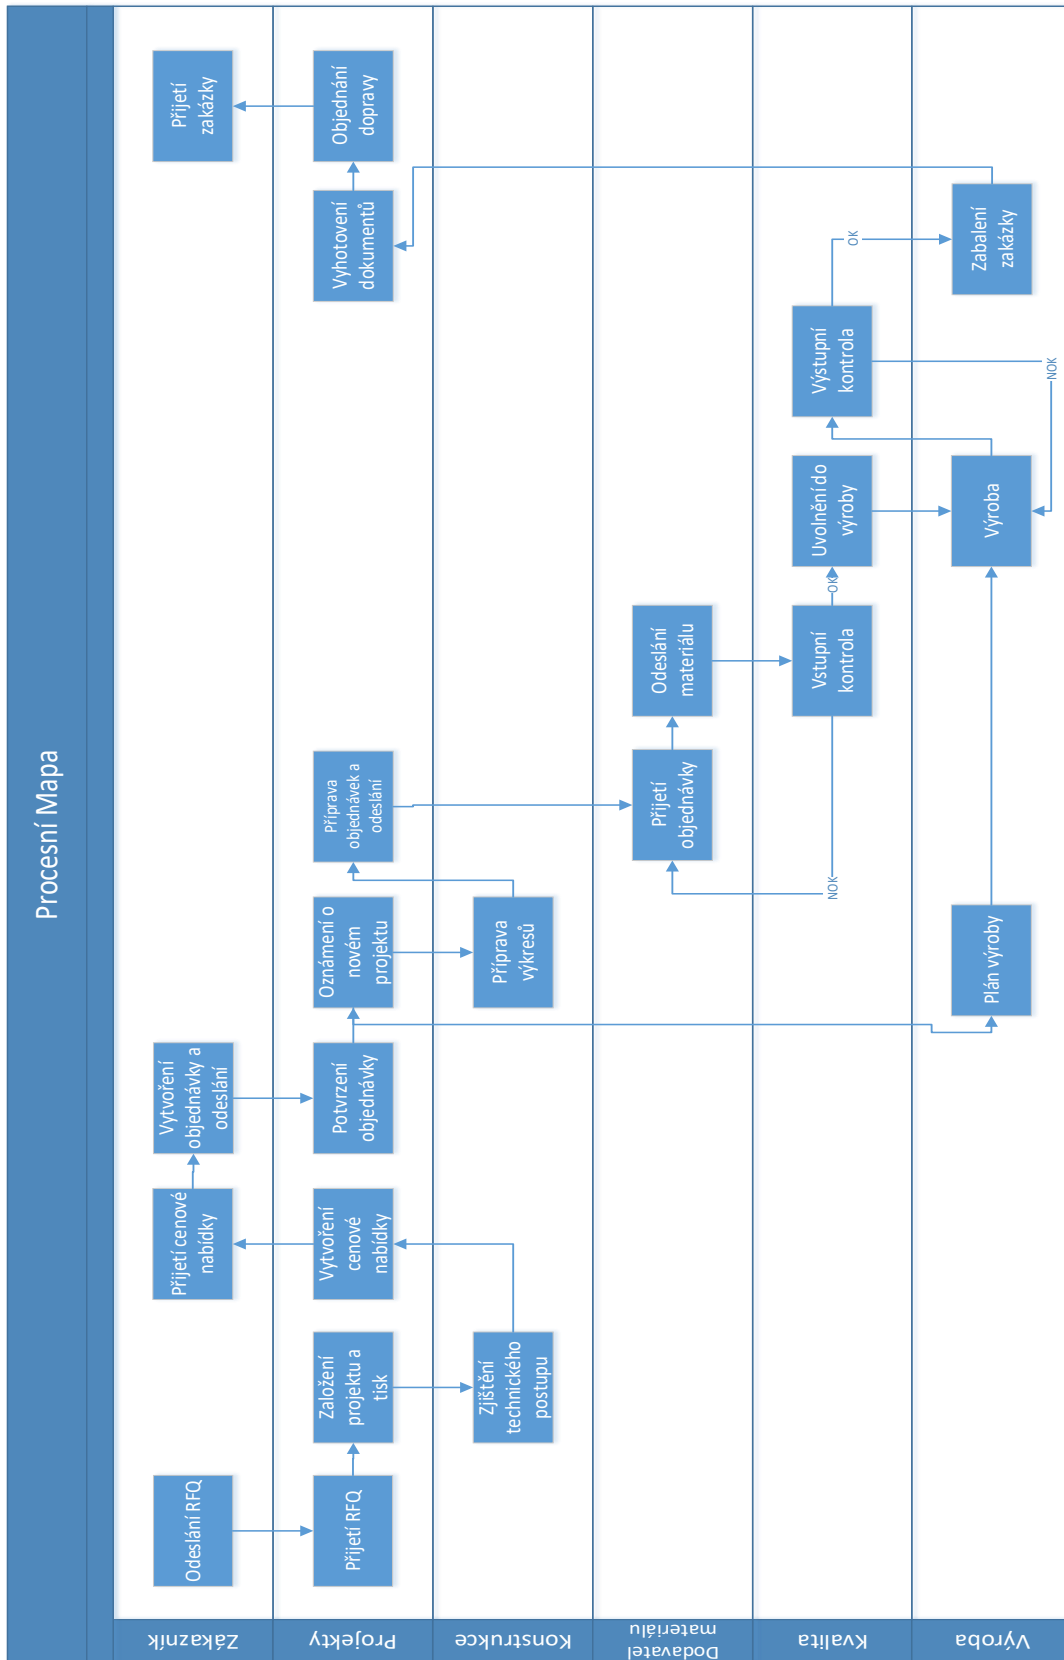 Procesní Mapa
Zákazník
Odeslání RFQ
Přijetí cenové
nabídky
Vytvoření
objednávky a
odeslání
Přijetí
zakázky
Projekty
Přijetí RFQ
Založení
projektu a
tisk
Vytvoření
cenové
nabídky
Potvrzení
objednávky
Oznámení o
novém
projektu
Příprava
objednávek a
odeslání
Vyhotovení
dokumentů
Objednání
dopravy
Konstrukce
Zjištění
technického
postupu
Příprava
výkresů
Dodavatel
materiálu
Přijetí
objednávky
Odeslání
materiálu
Kvalita
NOK
Vstupní
kontrola
OK
Uvolnění do
výroby
Výstupní
kontrola
OK
Výroba
Plán výroby
Výroba
Zabalení
zakázky
NOK